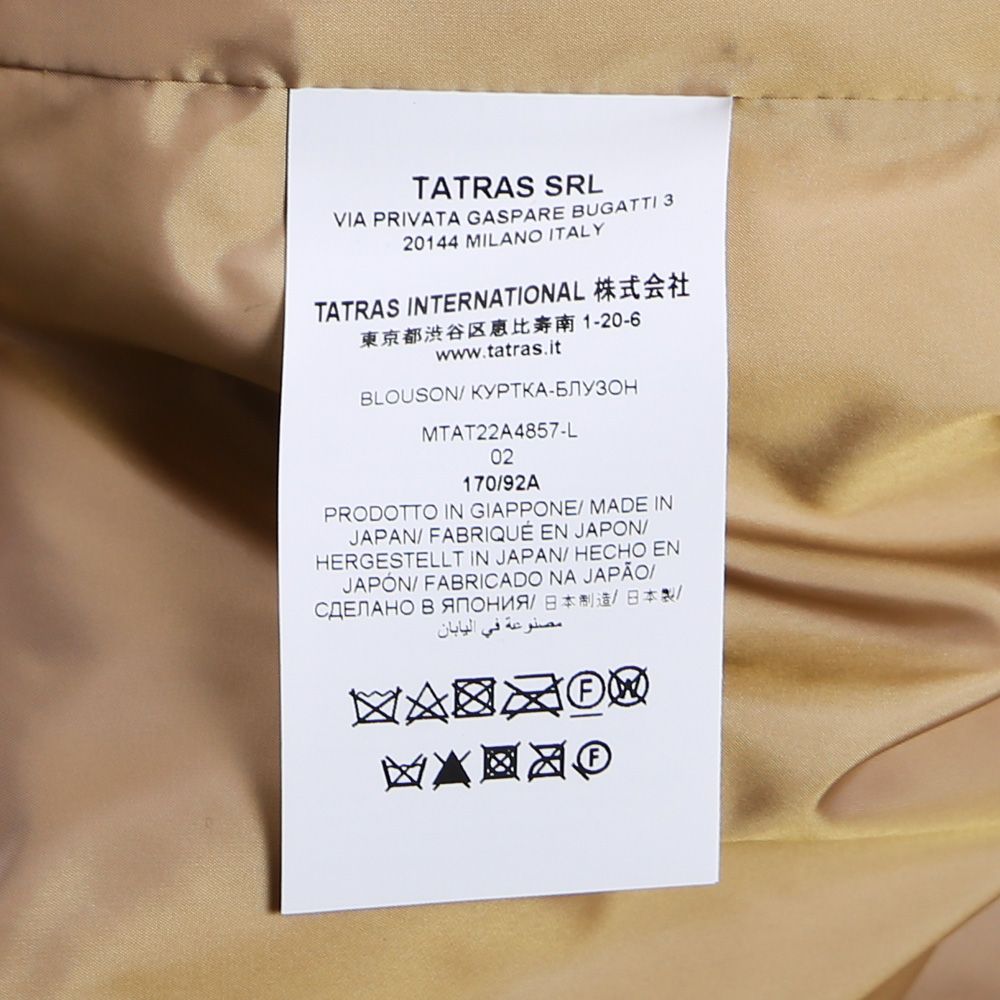 TATRAS SRL
VIA PRIVATA GASPARE BUGATTI 3
20144 MILANO ITALY
TATRAS INTERNATIONAL 株式会社
東京都渋谷区恵比寿南 1-20-6
www.tatras.it
BLOUSON/ КУРТКА-БЛУЗОН
MTAT22A4857-L
02
170/92A
PRODOTTO IN GIAPPONE/ MADE IN
JAPAN/ FABRIQUÉ EN JAPON/
HERGESTELLT IN JAPAN/ HECHO EN
JAPÓN/ FABRICADO NA JAPÃO/
СДЕЛАНО В ЯПОНИЯ/ 日本制造/ 日本製/
مصنوعة في اليابان
F W
F